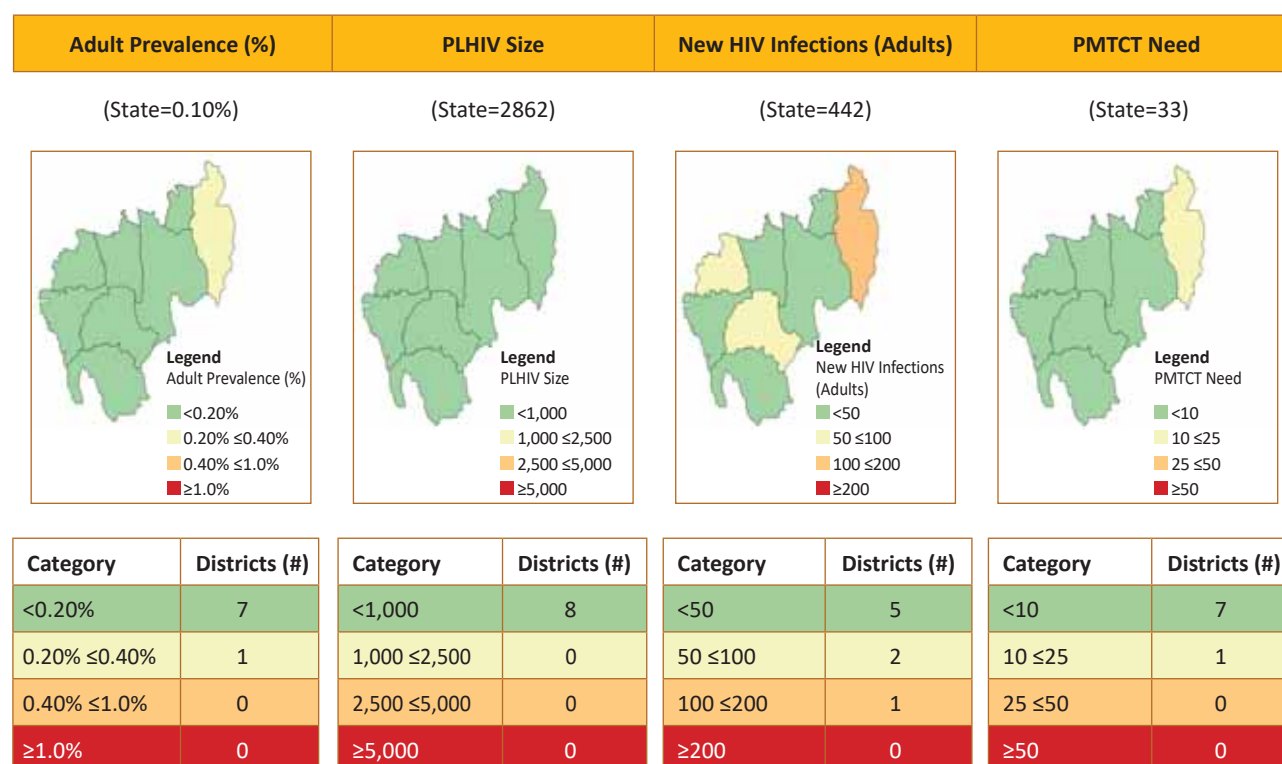 Adult Prevalence (%)
PLHIV Size
New HIV Infections (Adults)
PMTCT Need
(State=0.10%)
(State=2862)
(State=442)
(State=33)
Legend
Adult Prevalence (%)
<0.20%
0.20% ≤0.40%
0.40% ≤1.0%
≥1.0%
Legend
PLHIV Size
<1,000
1,000 ≤2,500
2,500 ≤5,000
≥5,000
Legend
New HIV Infections
(Adults)
<50
50 ≤100
100 ≤200
≥200
Legend
PMTCT Need
<10
10 ≤25
25 ≤50
≥50
Category Districts (#)
<0.20% 7
0.20% ≤0.40% 1
0.40% ≤1.0% 0
≥1.0% 0
Category Districts (#)
<1,000 8
1,000 ≤2,500 0
2,500 ≤5,000 0
≥5,000 0
Category Districts (#)
<50 5
50 ≤100 2
100 ≤200 1
≥200 0
Category Districts (#)
<10 7
10 ≤25 1
25 ≤50 0
≥50 0